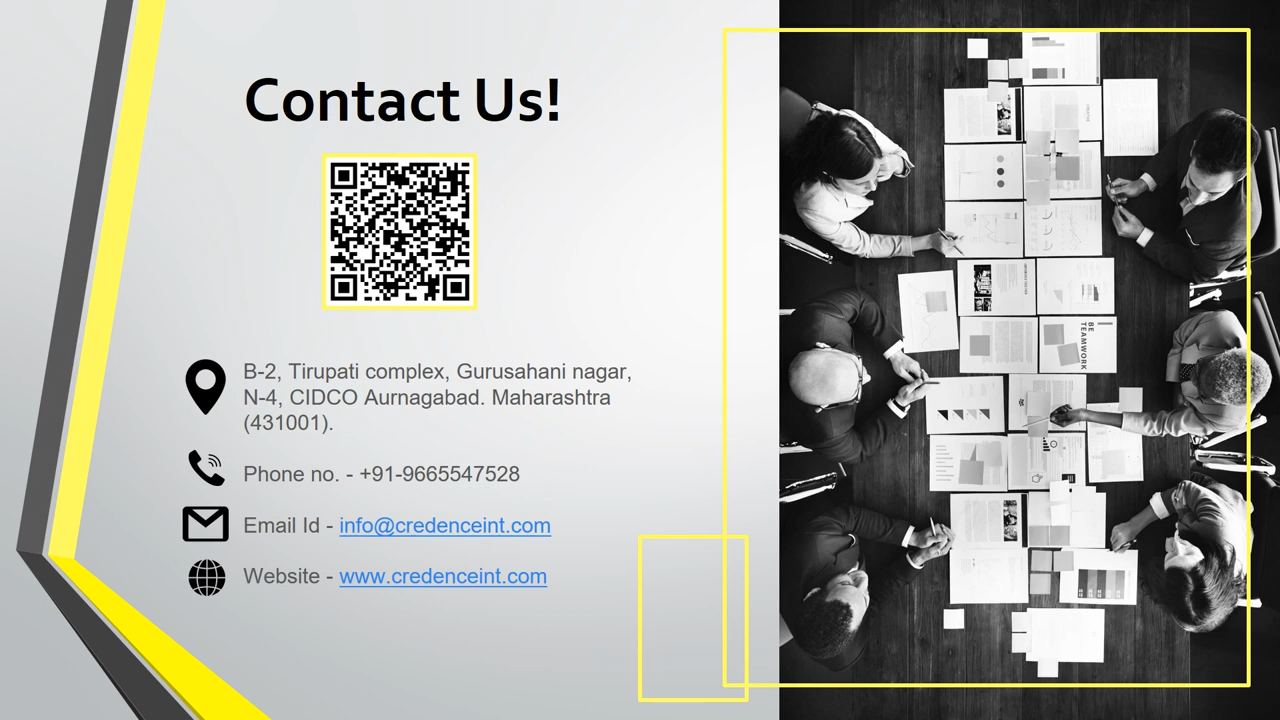 Contact Us!
B-2, Tirupati complex, Gurusahani nagar,
N-4, CIDCO Aurnagabad. Maharashtra
(431001).
Phone no. - +91-9665547528
Email Id - info@credenceint.com
Website - www.credenceint.com
BE
TEAMWORK